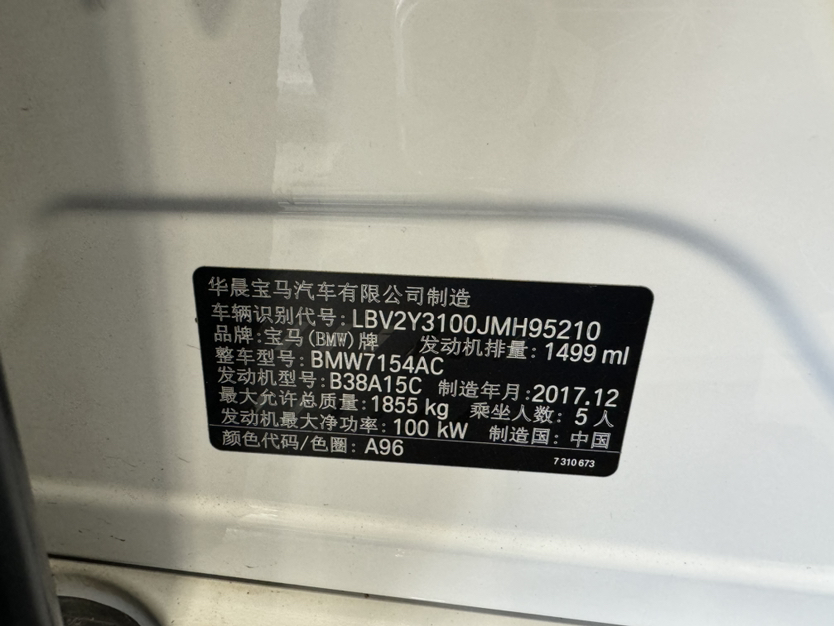 华晨宝马汽车有限公司制造
车辆识别代号: LBV2Y3100JMH95210
品牌: 宝马(BMW)牌 发动机排量: 1499 ml
整车型号: BMW7154AC
发动机型号: B38A15C 制造年月: 2017.12
最大允许总质量: 1855 kg 乘坐人数: 5 人
发动机最大净功率: 100 kW 制造国: 中国
颜色代码/色圈: A96
7 310 673